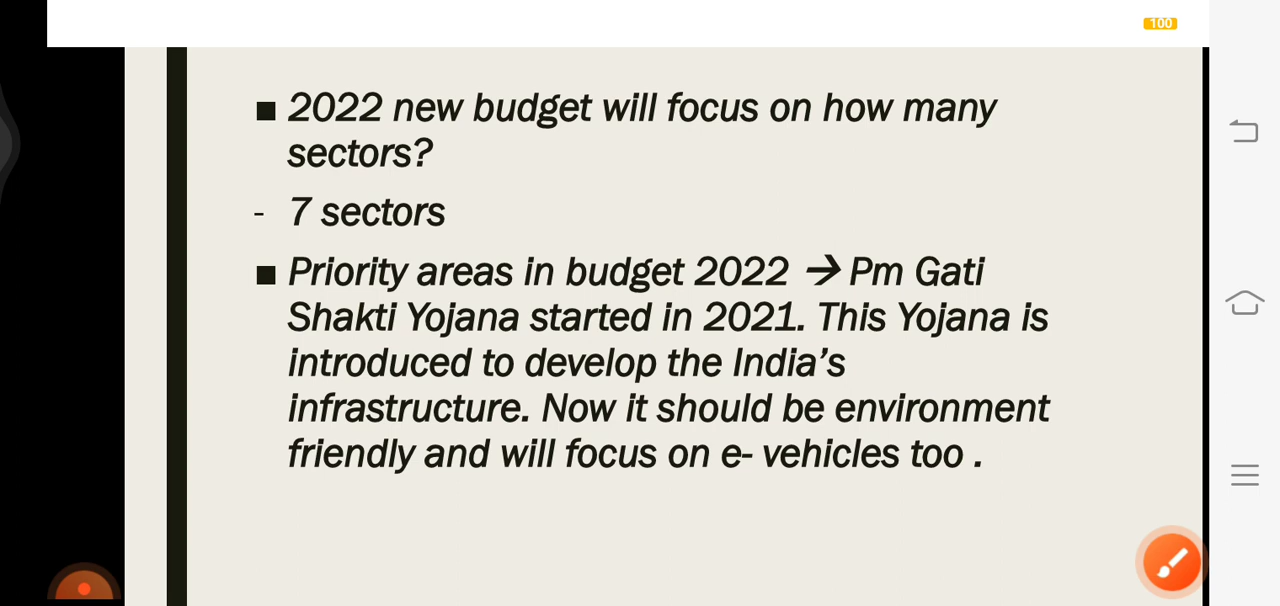 100
■ 2022 new budget will focus on how many
sectors?
- 7 sectors
■ Priority areas in budget 2022 → Pm Gati
Shakti Yojana started in 2021. This Yojana is
introduced to develop the India’s
infrastructure. Now it should be environment
friendly and will focus on e- vehicles too .